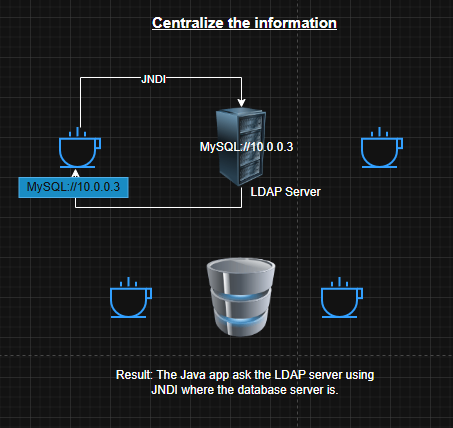 Centralize the information
JNDI
MySQL://10.0.0.3
MySQL://10.0.0.3
LDAP Server
Result: The Java app ask the LDAP server using
JNDI where the database server is.